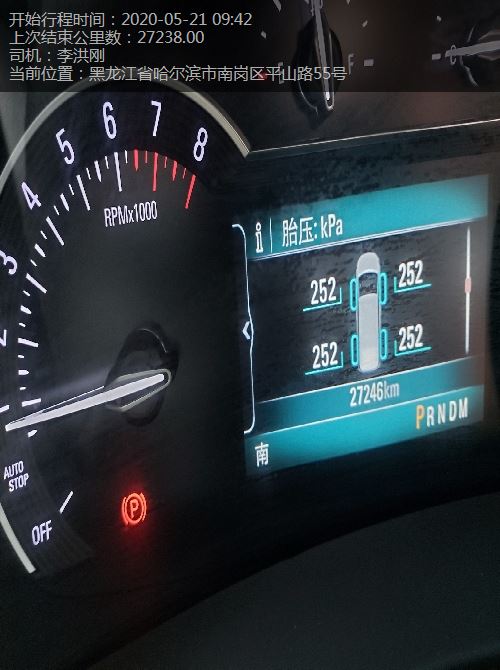 开始行程时间：2020-05-21 09:42
上次结束公里数：27238.00
司机：李洪刚
当前位置：黑龙江省哈尔滨市南岗区平山路55号
F
C
8
7
6
5
4
3
2
1
RPMx1000
AUTO STOP
OFF
P
i 胎压: kPa
252 252
252 252
27246km
PRNDM
南